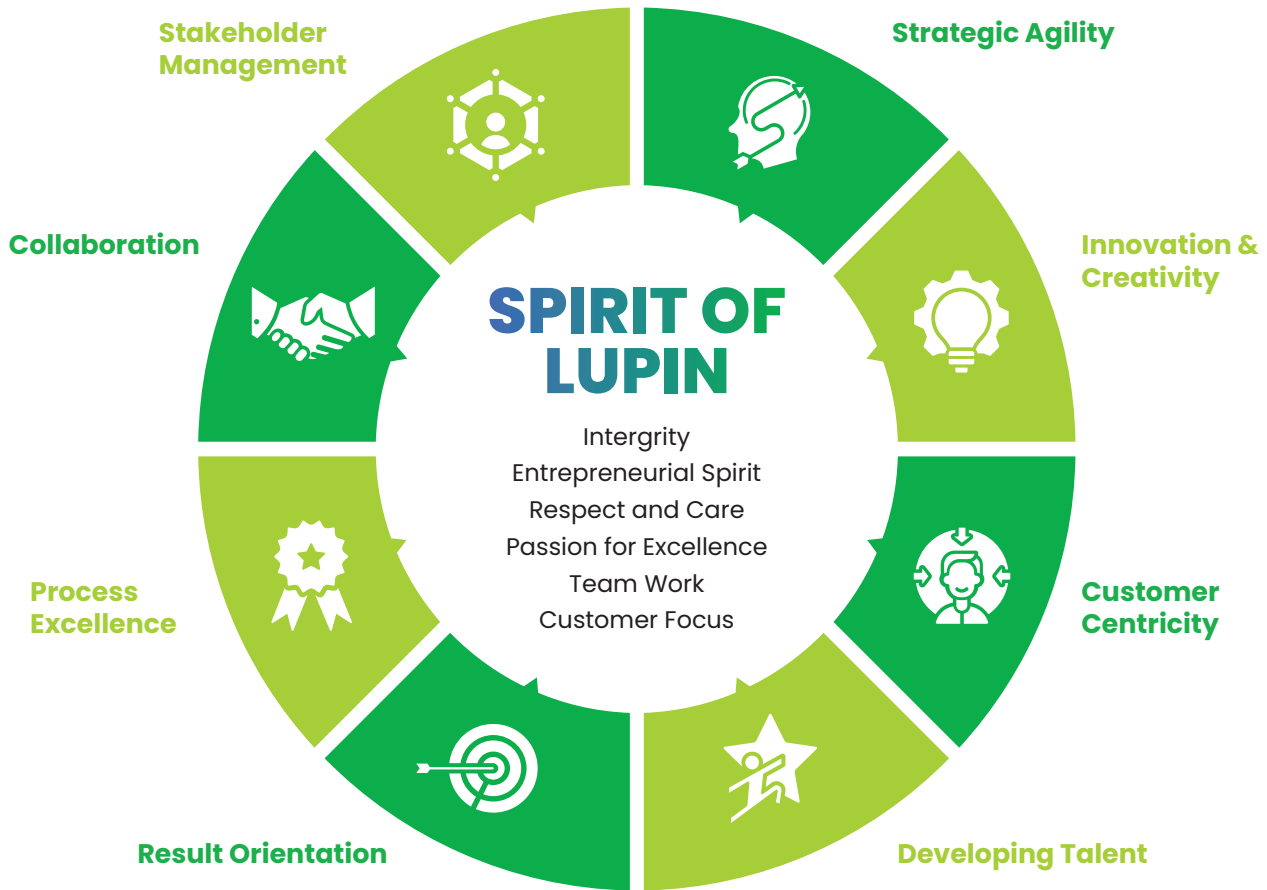 Stakeholder
Management
Strategic Agility
Collaboration
Innovation &
Creativity
SPIRIT OF
LUPIN
Intergrity
Entrepreneurial Spirit
Respect and Care
Passion for Excellence
Team Work
Customer Focus
Process
Excellence
Customer
Centricity
Result Orientation
Developing Talent